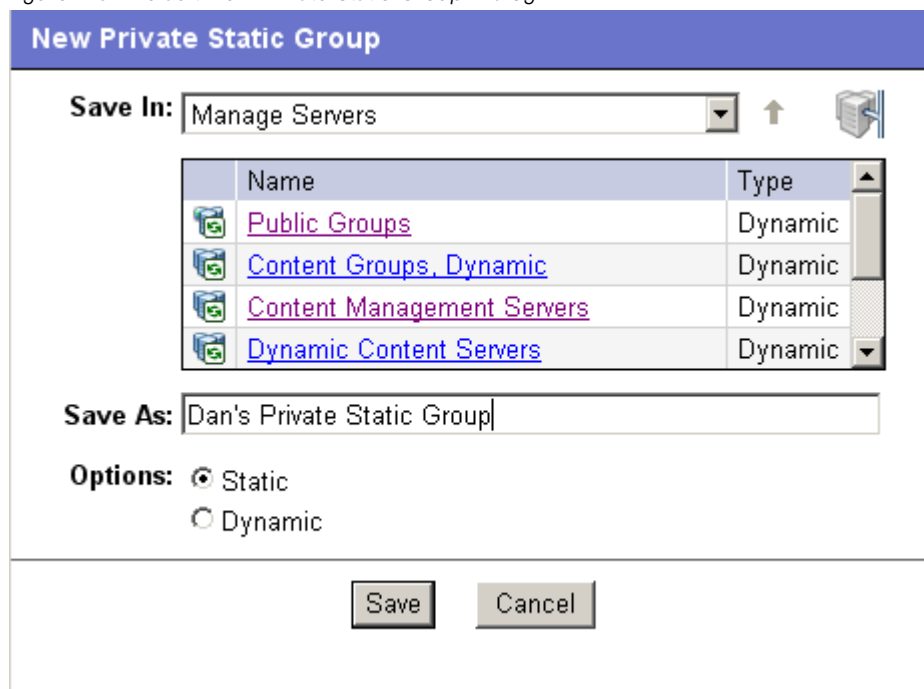 New Private Static Group
Save In: Manage Servers
Name Type
Public Groups Dynamic
Content Groups, Dynamic Dynamic
Content Management Servers Dynamic
Dynamic Content Servers Dynamic
Save As: Dan's Private Static Group
Options: Static
Dynamic
Save Cancel